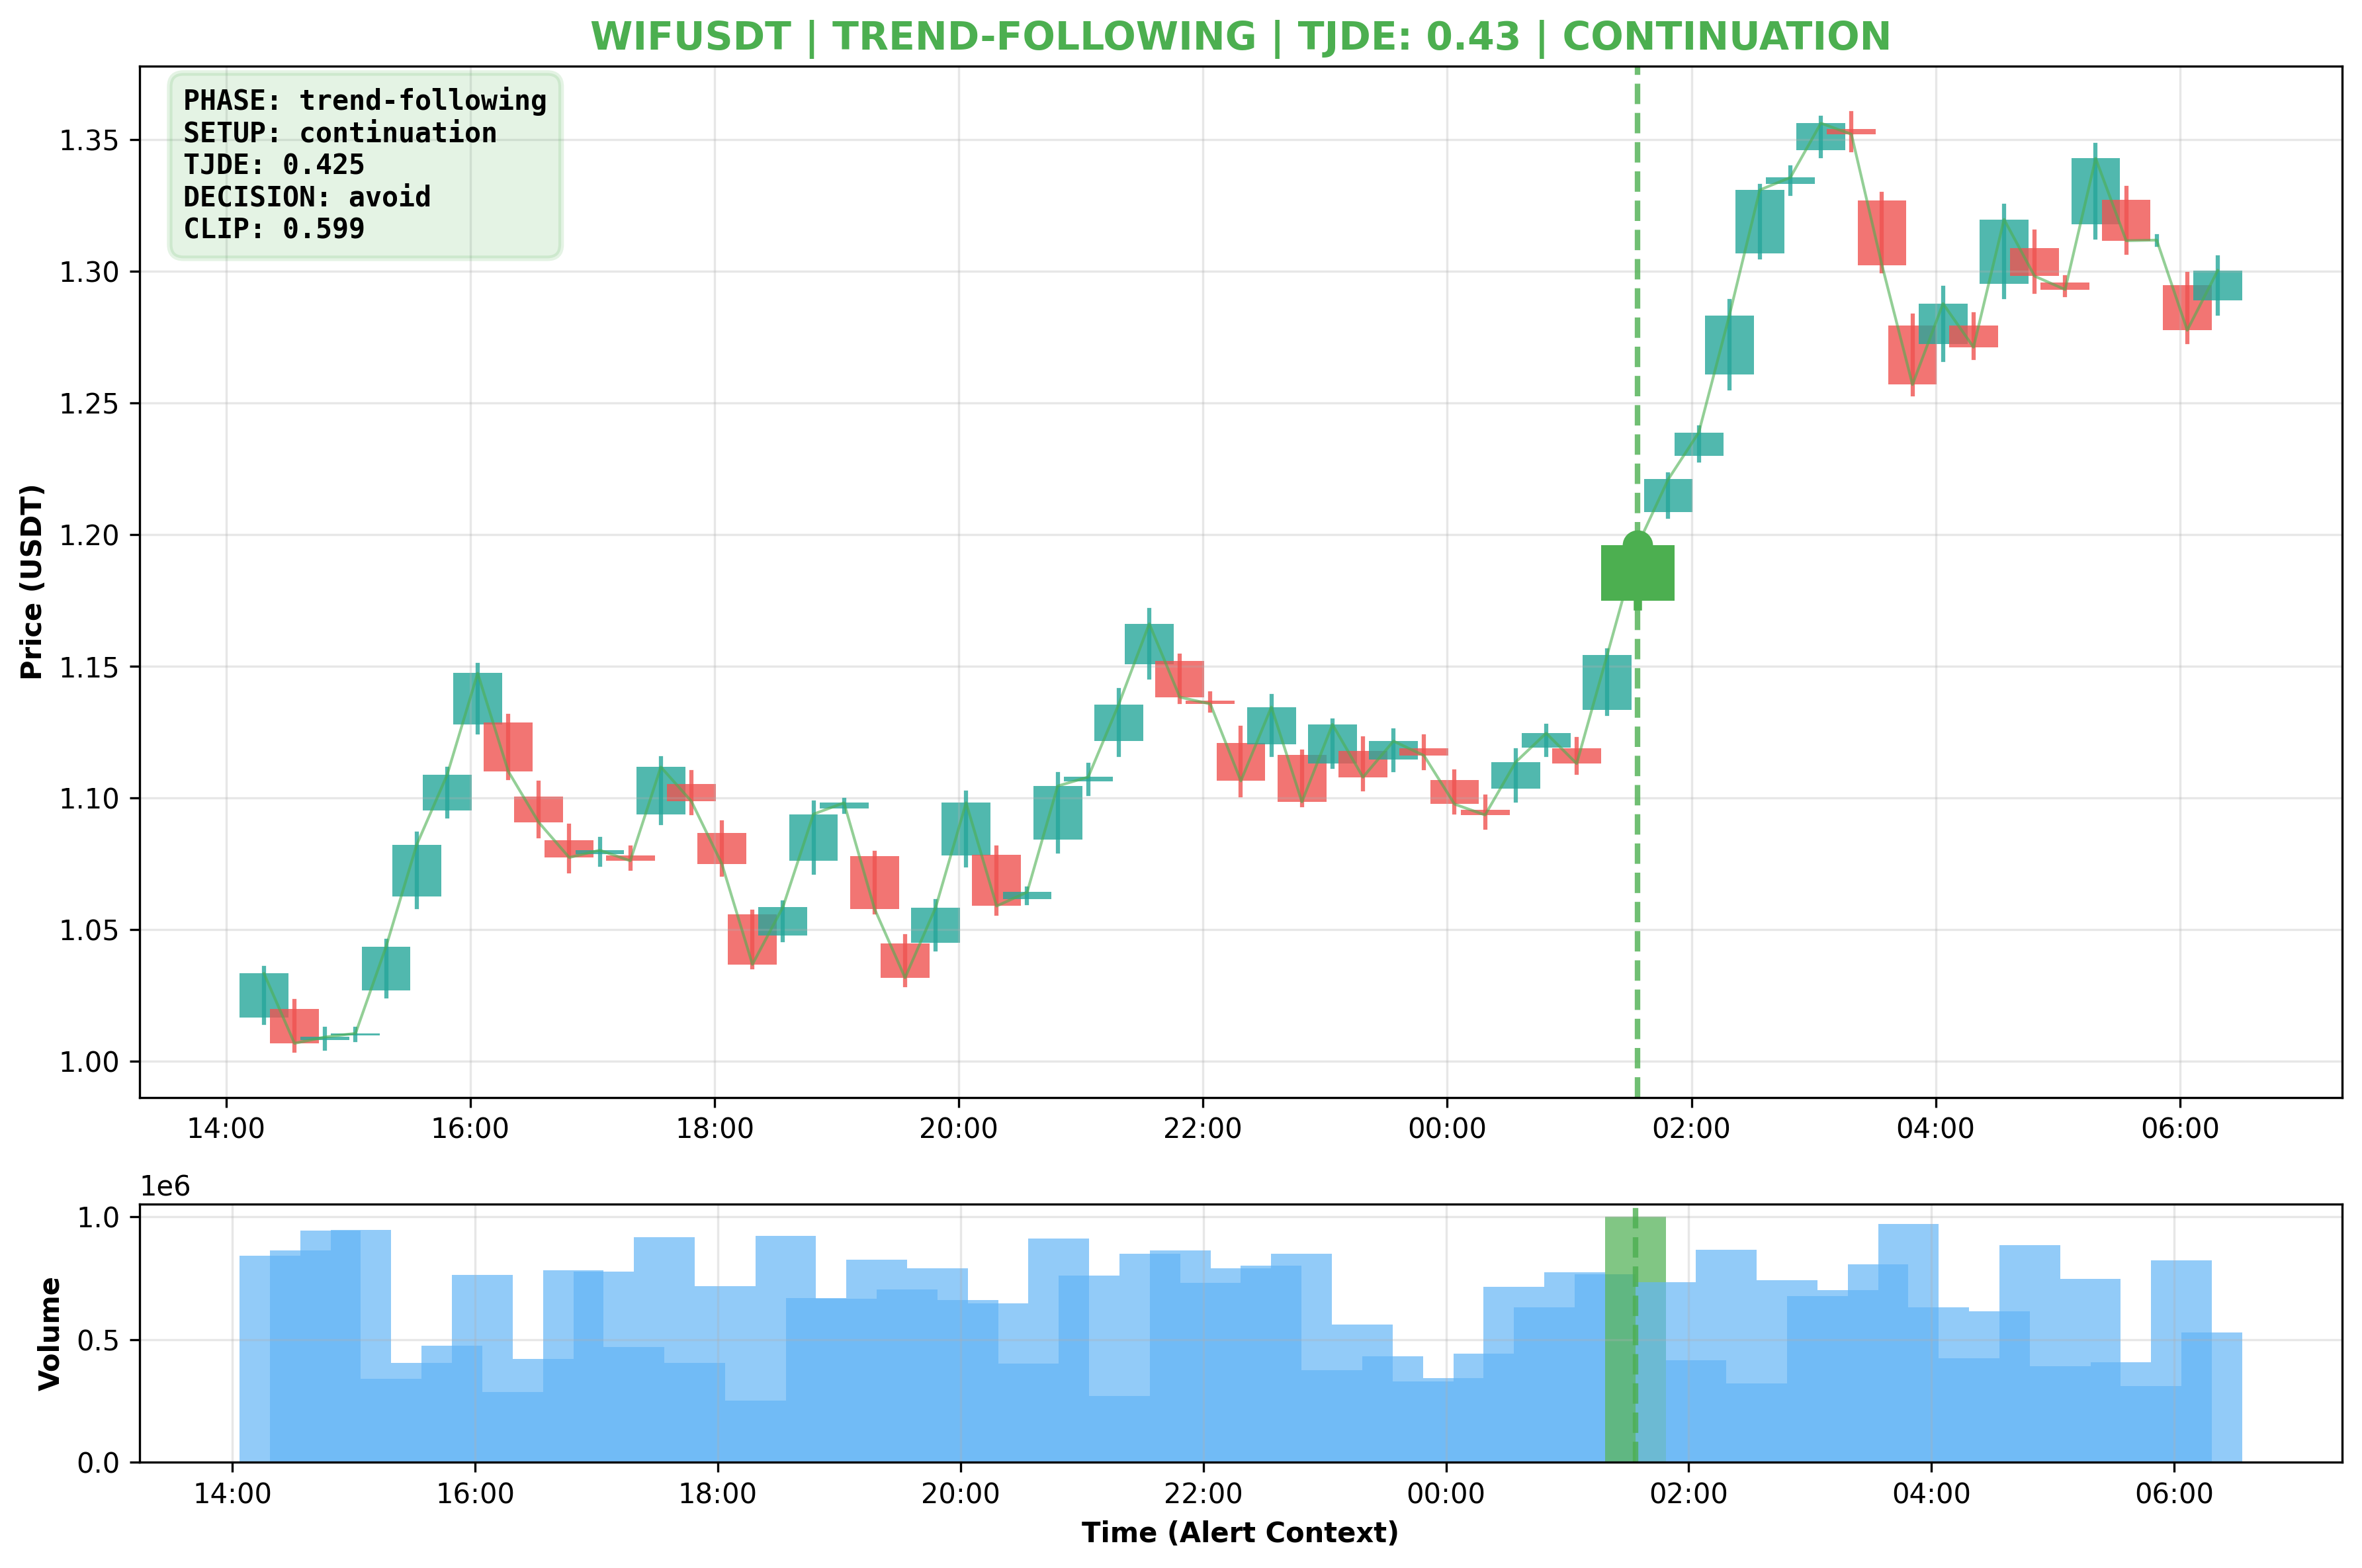 WIFUSDT | TREND-FOLLOWING | TJDE: 0.43 | CONTINUATION
PHASE: trend-following
SETUP: continuation
TJDE: 0.425
DECISION: avoid
CLIP: 0.599
Price (USDT)
1.35
1.30
1.25
1.20
1.15
1.10
1.05
1.00
14:00 16:00 18:00 20:00 22:00 00:00 02:00 04:00 06:00
1e6
Volume
1.0
0.5
0.0
14:00 16:00 18:00 20:00 22:00 00:00 02:00 04:00 06:00
Time (Alert Context)